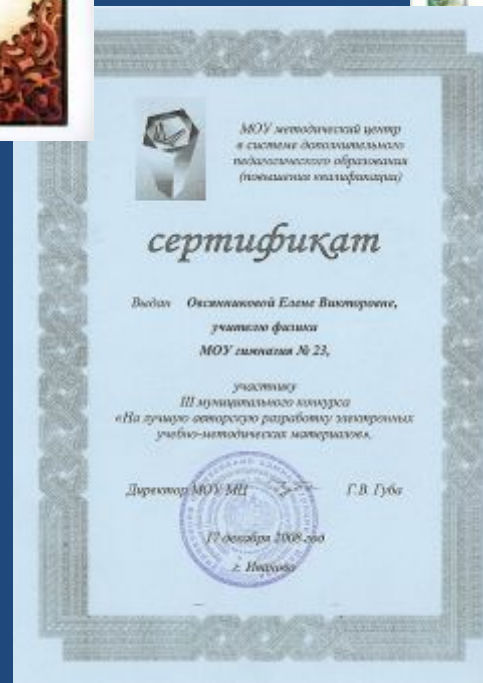 МОУ методический центр
в системе дополнительного
педагогического образования
(повышения квалификации)
сертификат
Выдан Овсянниковой Елене Викторовне,
учителю физики
МОУ гимназия № 23,
участнику
III муниципального конкурса
«На лучшую авторскую разработку электронных
учебно-методических материалов».
Директор МОУ МЦ Г.В. Губа
17 декабря 2008 год
г. Иваново